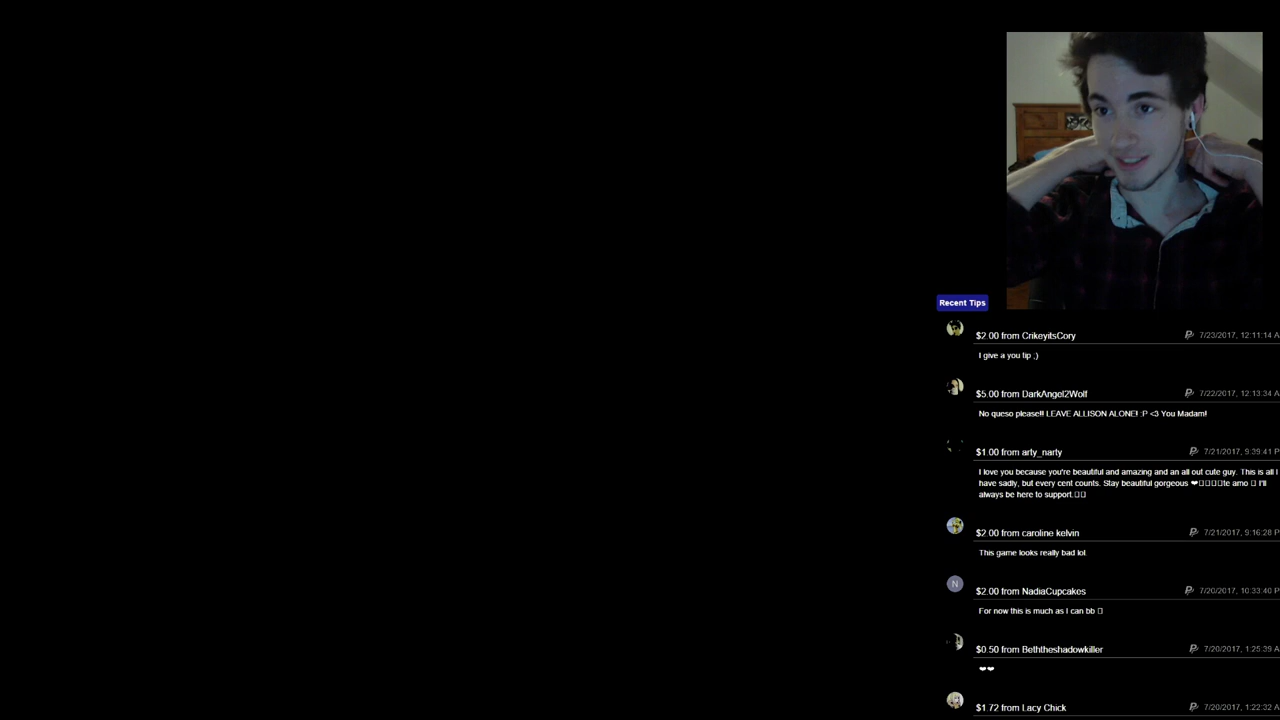 Recent Tips
$2.00 from CrikeyitsCory 7/23/2017, 12:11:14 A
I give a you tip ;)
$5.00 from DarkAngel2Wolf 7/22/2017, 12:13:34 A
No queso please!! LEAVE ALLISON ALONE! :P <3 You Madam!
$1.00 from arty_narty 7/21/2017, 9:39:41 P
I love you because you're beautiful and amazing and an all out cute guy. This is all I
have sadly, but every cent counts. Stay beautiful gorgeous ❤□□□□te amo □ I'll
always be here to support.□□
$2.00 from caroline kelvin 7/21/2017, 9:16:28 P
This game looks really bad lol
N $2.00 from NadiaCupcakes 7/20/2017, 10:33:40 P
For now this is much as I can bb □
$0.50 from Beththeshadowkiller 7/20/2017, 1:25:39 A
❤❤
$1.72 from Lacy Chick 7/20/2017, 1:22:32 A